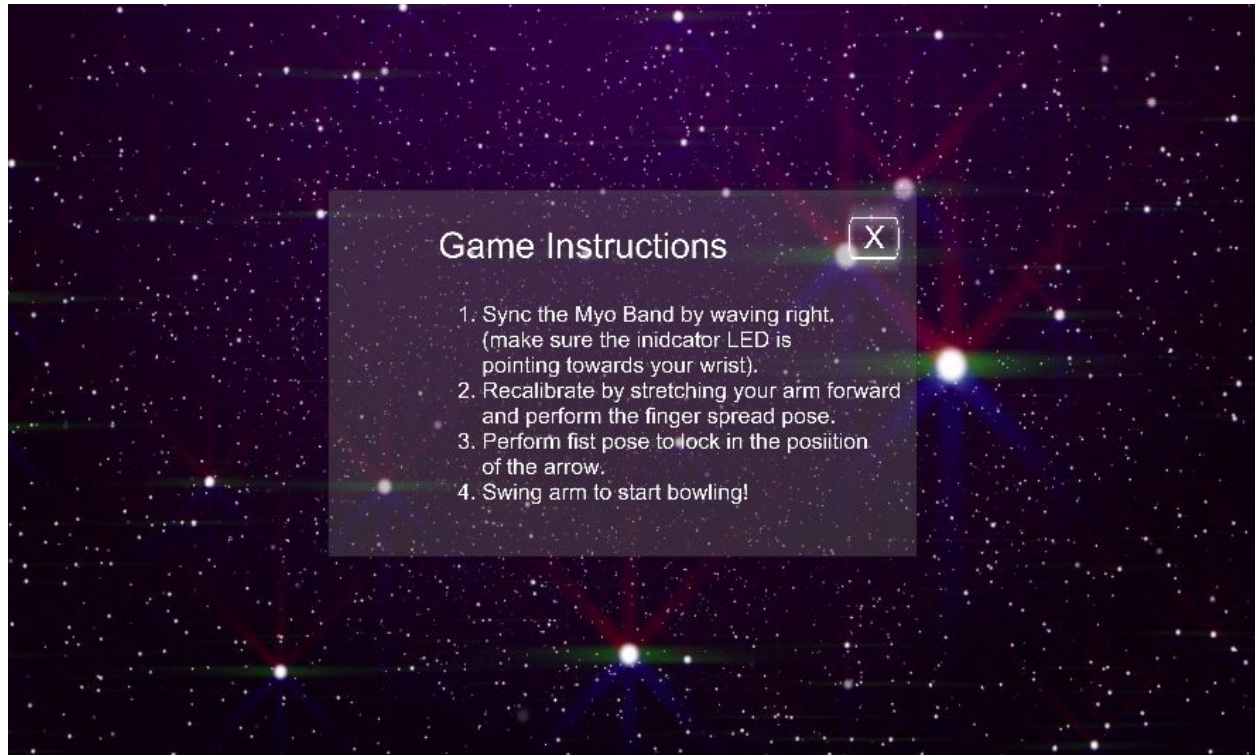 Game Instructions
X
1. Sync the Myo Band by waving right.
(make sure the inidcator LED is
pointing towards your wrist).
2. Recalibrate by stretching your arm forward
and perform the finger spread pose.
3. Perform fist pose to lock in the posiition
of the arrow.
4. Swing arm to start bowling!